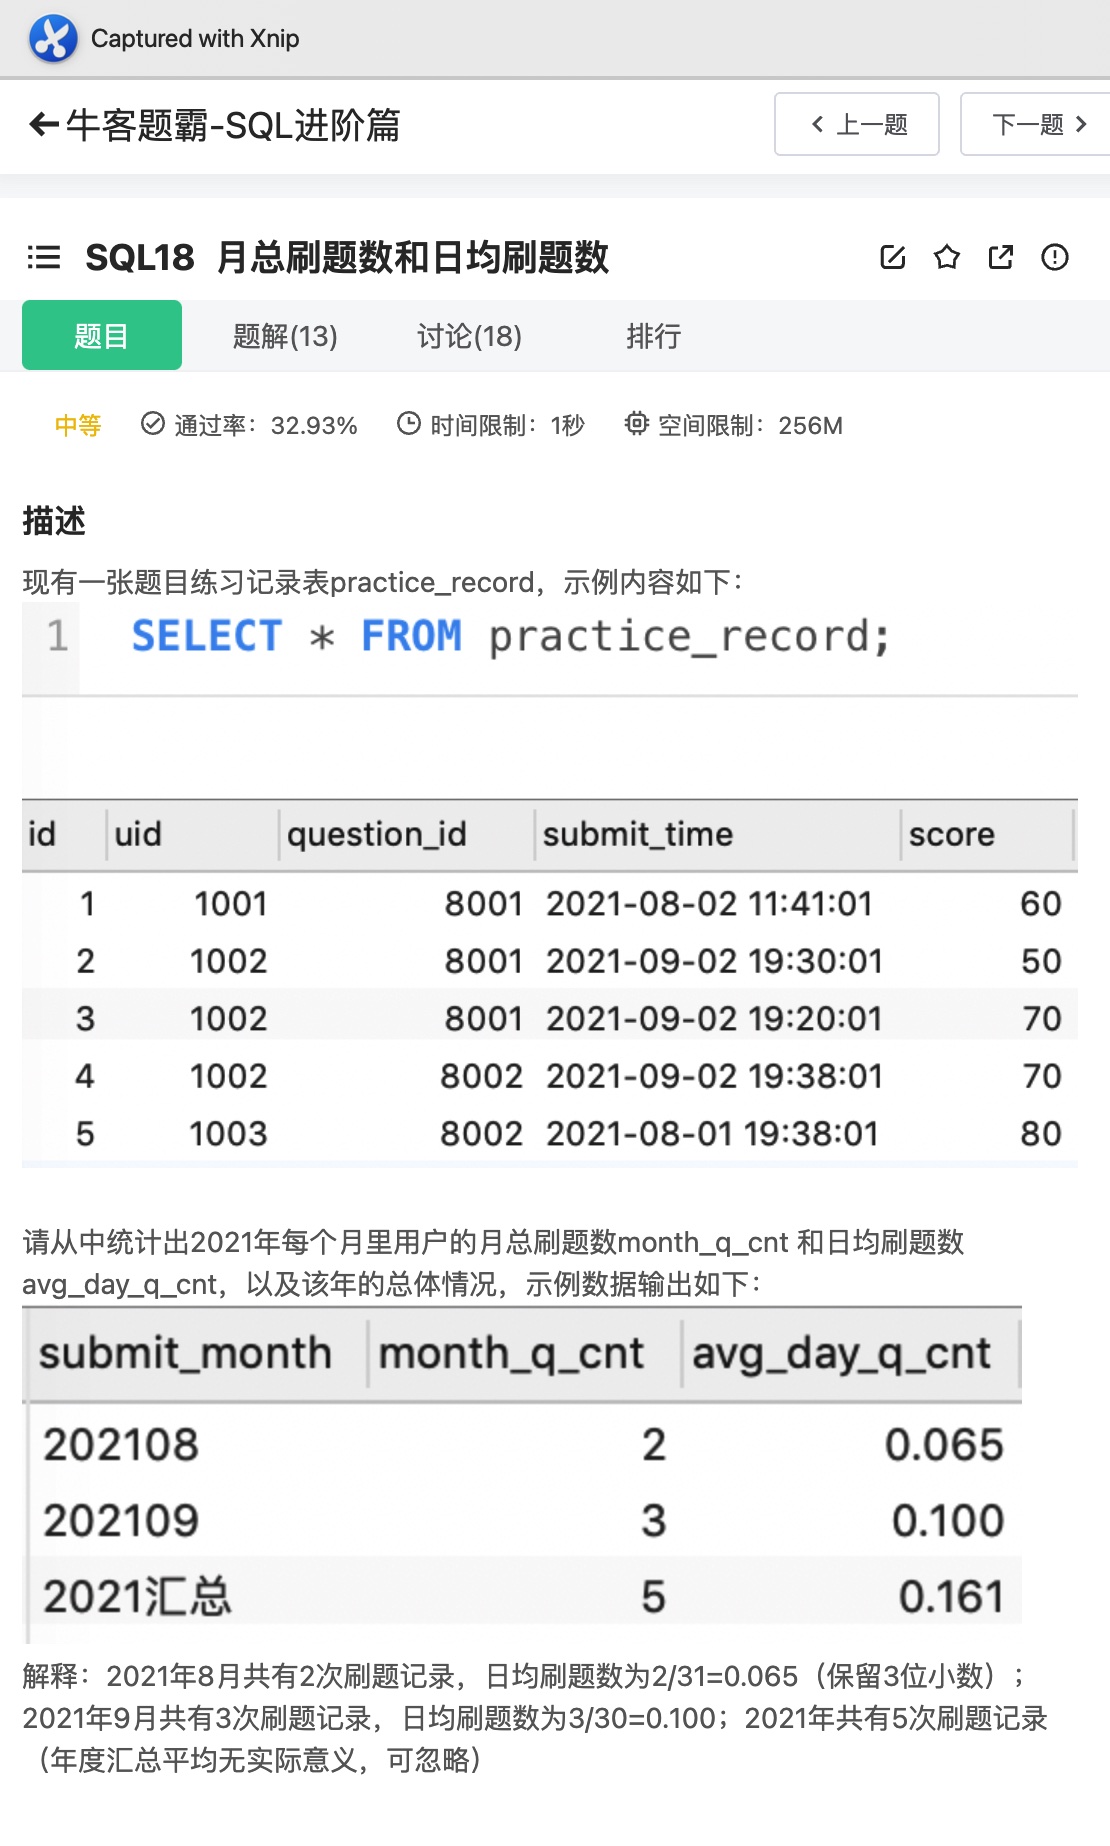 Captured with Xnip
牛客题霸-SQL进阶篇
上一题
下一题
SQL18 月总刷题数和日均刷题数
题目 题解(13) 讨论(18) 排行
中等 通过率：32.93% 时间限制：1秒 空间限制：256M
描述
现有一张题目练习记录表practice_record，示例内容如下：
1 SELECT * FROM practice_record;
id uid question_id submit_time score
1 1001 8001 2021-08-02 11:41:01 60
2 1002 8001 2021-09-02 19:30:01 50
3 1002 8001 2021-09-02 19:20:01 70
4 1002 8002 2021-09-02 19:38:01 70
5 1003 8002 2021-08-01 19:38:01 80
请从中统计出2021年每个月里用户的月总刷题数month_q_cnt 和日均刷题数
avg_day_q_cnt，以及该年的总体情况，示例数据输出如下：
submit_month month_q_cnt avg_day_q_cnt
202108 2 0.065
202109 3 0.100
2021汇总 5 0.161
解释：2021年8月共有2次刷题记录，日均刷题数为2/31=0.065（保留3位小数）；
2021年9月共有3次刷题记录，日均刷题数为3/30=0.100；2021年共有5次刷题记录
（年度汇总平均无实际意义，可忽略）